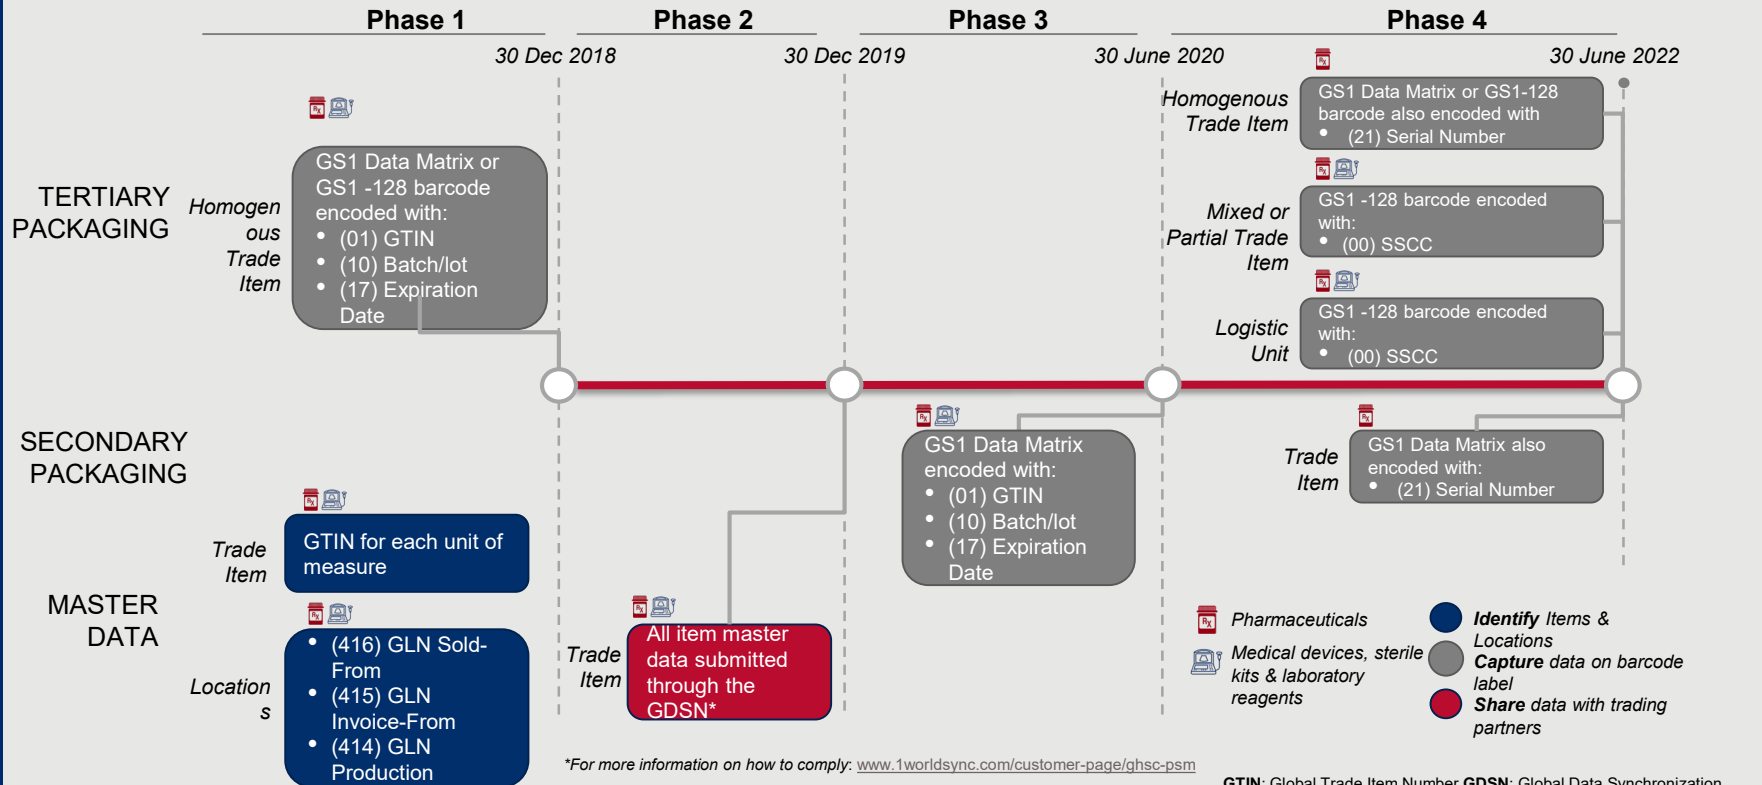 Phase 1
Phase 2
Phase 3
Phase 4
30 Dec 2018
30 Dec 2019
30 June 2020
30 June 2022
TERTIARY
PACKAGING
Homogen
ous
Trade
Item
GS1 Data Matrix or
GS1 -128 barcode
encoded with:
• (01) GTIN
• (10) Batch/lot
• (17) Expiration
Date
Homogenous
Trade Item
GS1 Data Matrix or GS1-128
barcode also encoded with
• (21) Serial Number
Mixed or
Partial Trade
Item
GS1 -128 barcode encoded
with:
• (00) SSCC
Logistic
Unit
GS1 -128 barcode encoded
with:
• (00) SSCC
SECONDARY
PACKAGING
GS1 Data Matrix
encoded with:
• (01) GTIN
• (10) Batch/lot
• (17) Expiration
Date
Trade
Item
GS1 Data Matrix also
encoded with:
• (21) Serial Number
MASTER
DATA
Trade
Item
GTIN for each unit of
measure
Location
s
• (416) GLN Sold-
From
• (415) GLN
Invoice-From
• (414) GLN
Production
Trade
Item
All item master
data submitted
through the
GDSN*
Pharmaceuticals
Medical devices, sterile
kits & laboratory
reagents
Identify Items &
Locations
Capture data on barcode
label
Share data with trading
partners
*For more information on how to comply: www.1worldsync.com/customer-page/ghsc-psm
GTIN: Global Trade Item Number GDSN: Global Data Synchronization